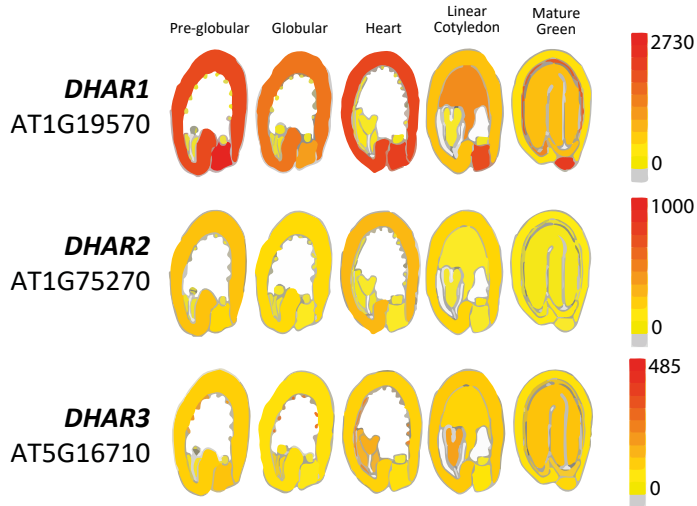 Pre-globular
Globular
Heart
Linear
Cotyledon
Mature
Green
DHAR1
AT1G19570
2730
0
DHAR2
AT1G75270
1000
0
DHAR3
AT5G16710
485
0